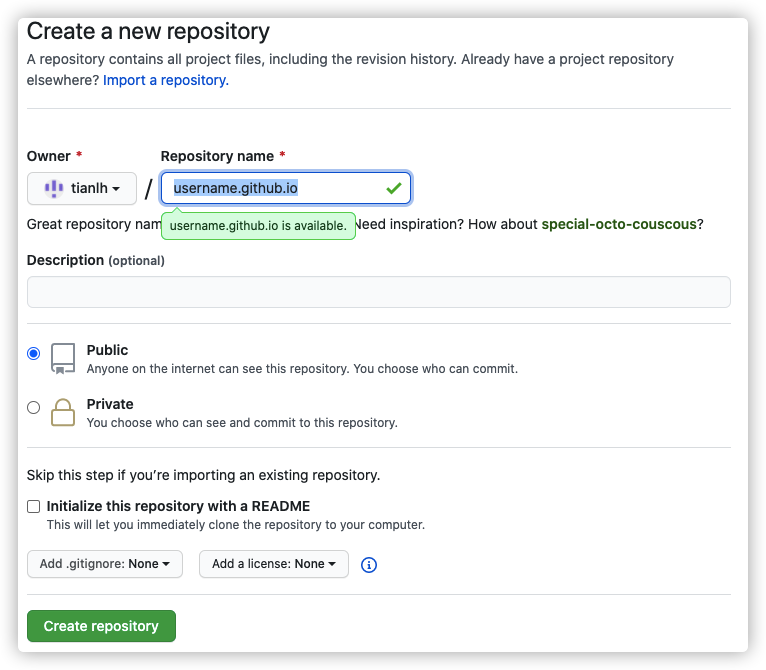 Create a new repository
A repository contains all project files, including the revision history. Already have a project repository
elsewhere? Import a repository.
Owner *
Repository name *
tianlh
/
username.github.io
Great repository nam
username.github.io is available.
Need inspiration? How about special-octo-couscous?
Description (optional)
Public
Anyone on the internet can see this repository. You choose who can commit.
Private
You choose who can see and commit to this repository.
Skip this step if you’re importing an existing repository.
Initialize this repository with a README
This will let you immediately clone the repository to your computer.
Add .gitignore: None
Add a license: None
Create repository